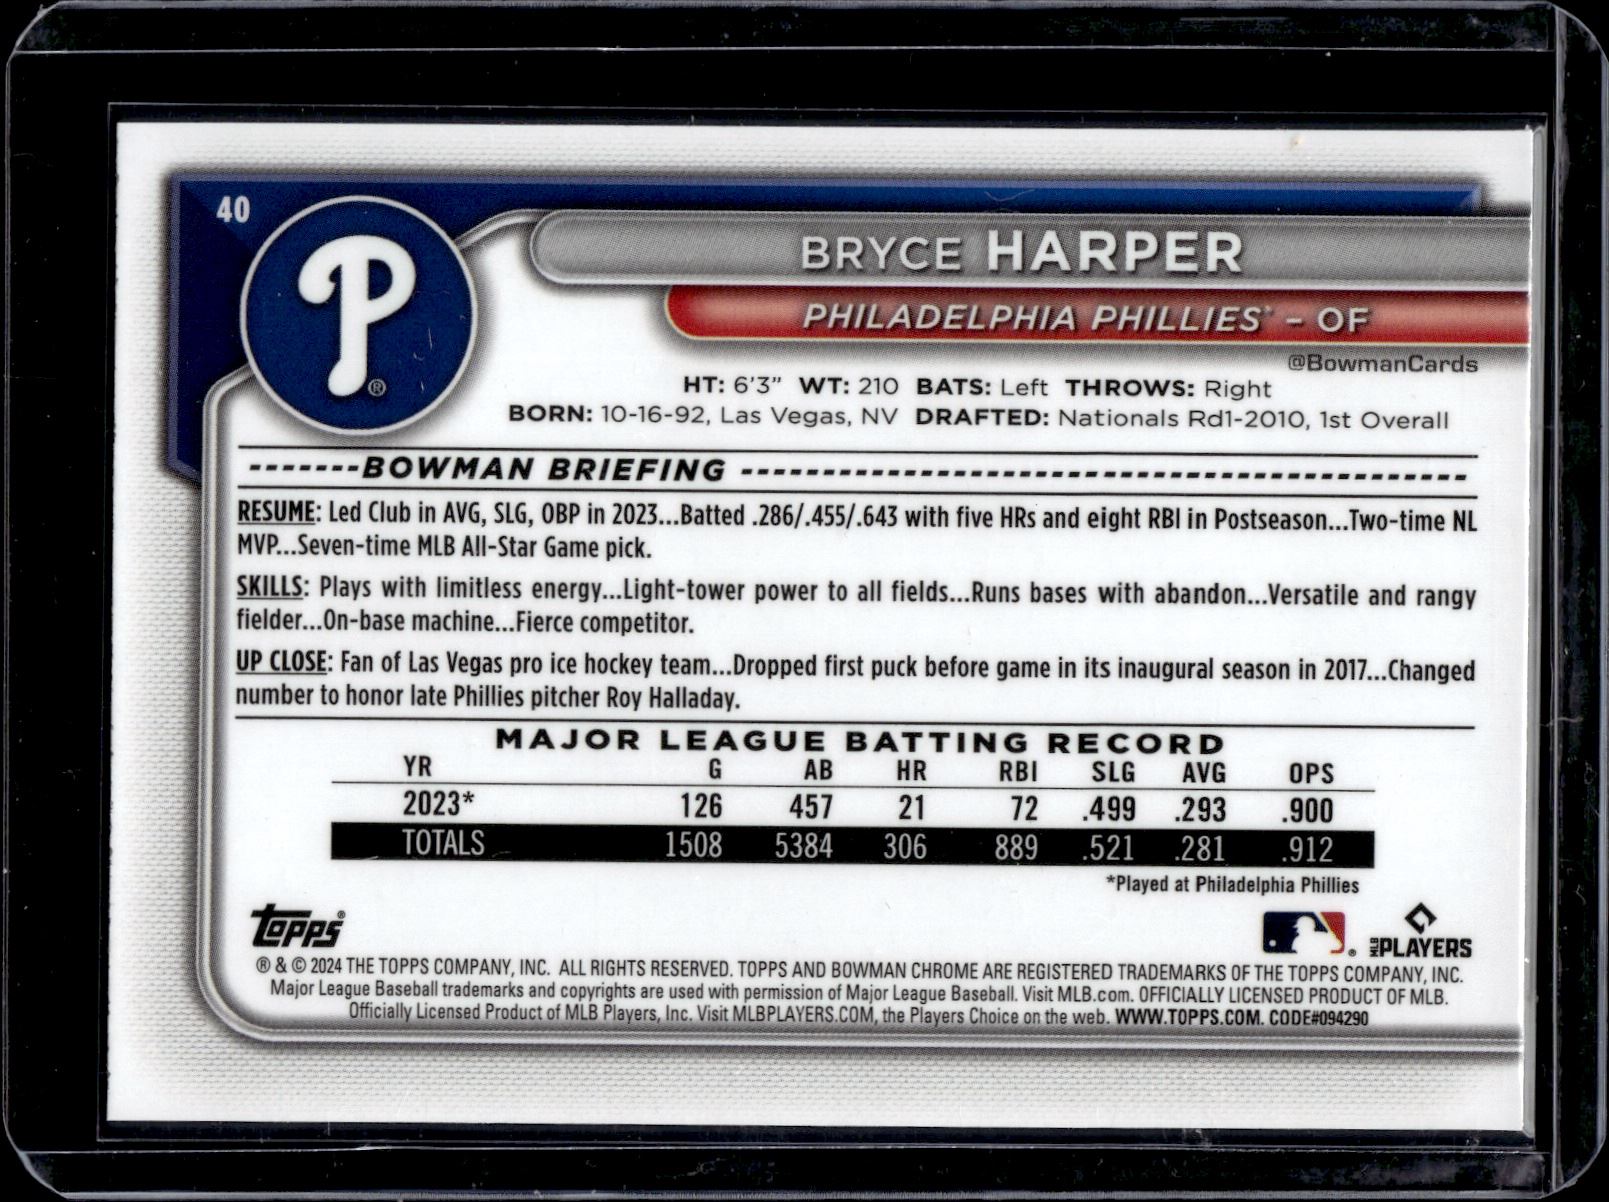 40
P®
BRYCE HARPER
PHILADELPHIA PHILLIES™ – OF
@BowmanCards
HT: 6'3" WT: 210 BATS: Left THROWS: Right
BORN: 10-16-92, Las Vegas, NV DRAFTED: Nationals Rd1-2010, 1st Overall
-------BOWMAN BRIEFING ------------------------------------------------------
RESUME: Led Club in AVG, SLG, OBP in 2023...Batted .286/.455/.643 with five HRs and eight RBI in Postseason...Two-time NL
MVP...Seven-time MLB All-Star Game pick.
SKILLS: Plays with limitless energy...Light-tower power to all fields...Runs bases with abandon...Versatile and rangy
fielder...On-base machine...Fierce competitor.
UP CLOSE: Fan of Las Vegas pro ice hockey team...Dropped first puck before game in its inaugural season in 2017...Changed
number to honor late Phillies pitcher Roy Halladay.
MAJOR LEAGUE BATTING RECORD
YR G AB HR RBI SLG AVG OPS
2023* 126 457 21 72 .499 .293 .900
TOTALS 1508 5384 306 889 .521 .281 .912
*Played at Philadelphia Phillies
Topps®
MLB PLAYERS
® & © 2024 THE TOPPS COMPANY, INC. ALL RIGHTS RESERVED. TOPPS AND BOWMAN CHROME ARE REGISTERED TRADEMARKS OF THE TOPPS COMPANY, INC.
Major League Baseball trademarks and copyrights are used with permission of Major League Baseball. Visit MLB.com. OFFICIALLY LICENSED PRODUCT OF MLB.
Officially Licensed Product of MLB Players, Inc. Visit MLBPLAYERS.COM, the Players Choice on the web. WWW.TOPPS.COM. CODE#094290